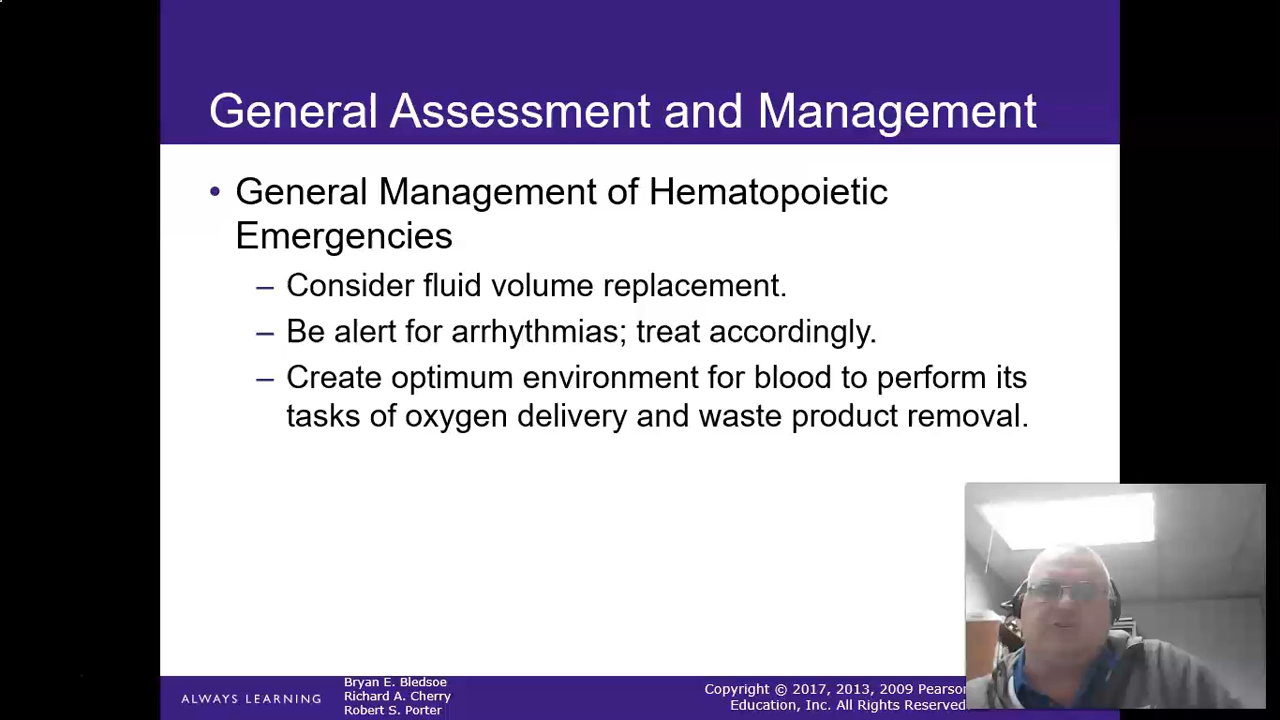 General Assessment and Management
• General Management of Hematopoietic
Emergencies
– Consider fluid volume replacement.
– Be alert for arrhythmias; treat accordingly.
– Create optimum environment for blood to perform its
tasks of oxygen delivery and waste product removal.
ALWAYS LEARNING
Bryan E. Bledsoe
Richard A. Cherry
Robert S. Porter
Copyright © 2017, 2013, 2009 Pearson
Education, Inc. All Rights Reserved.